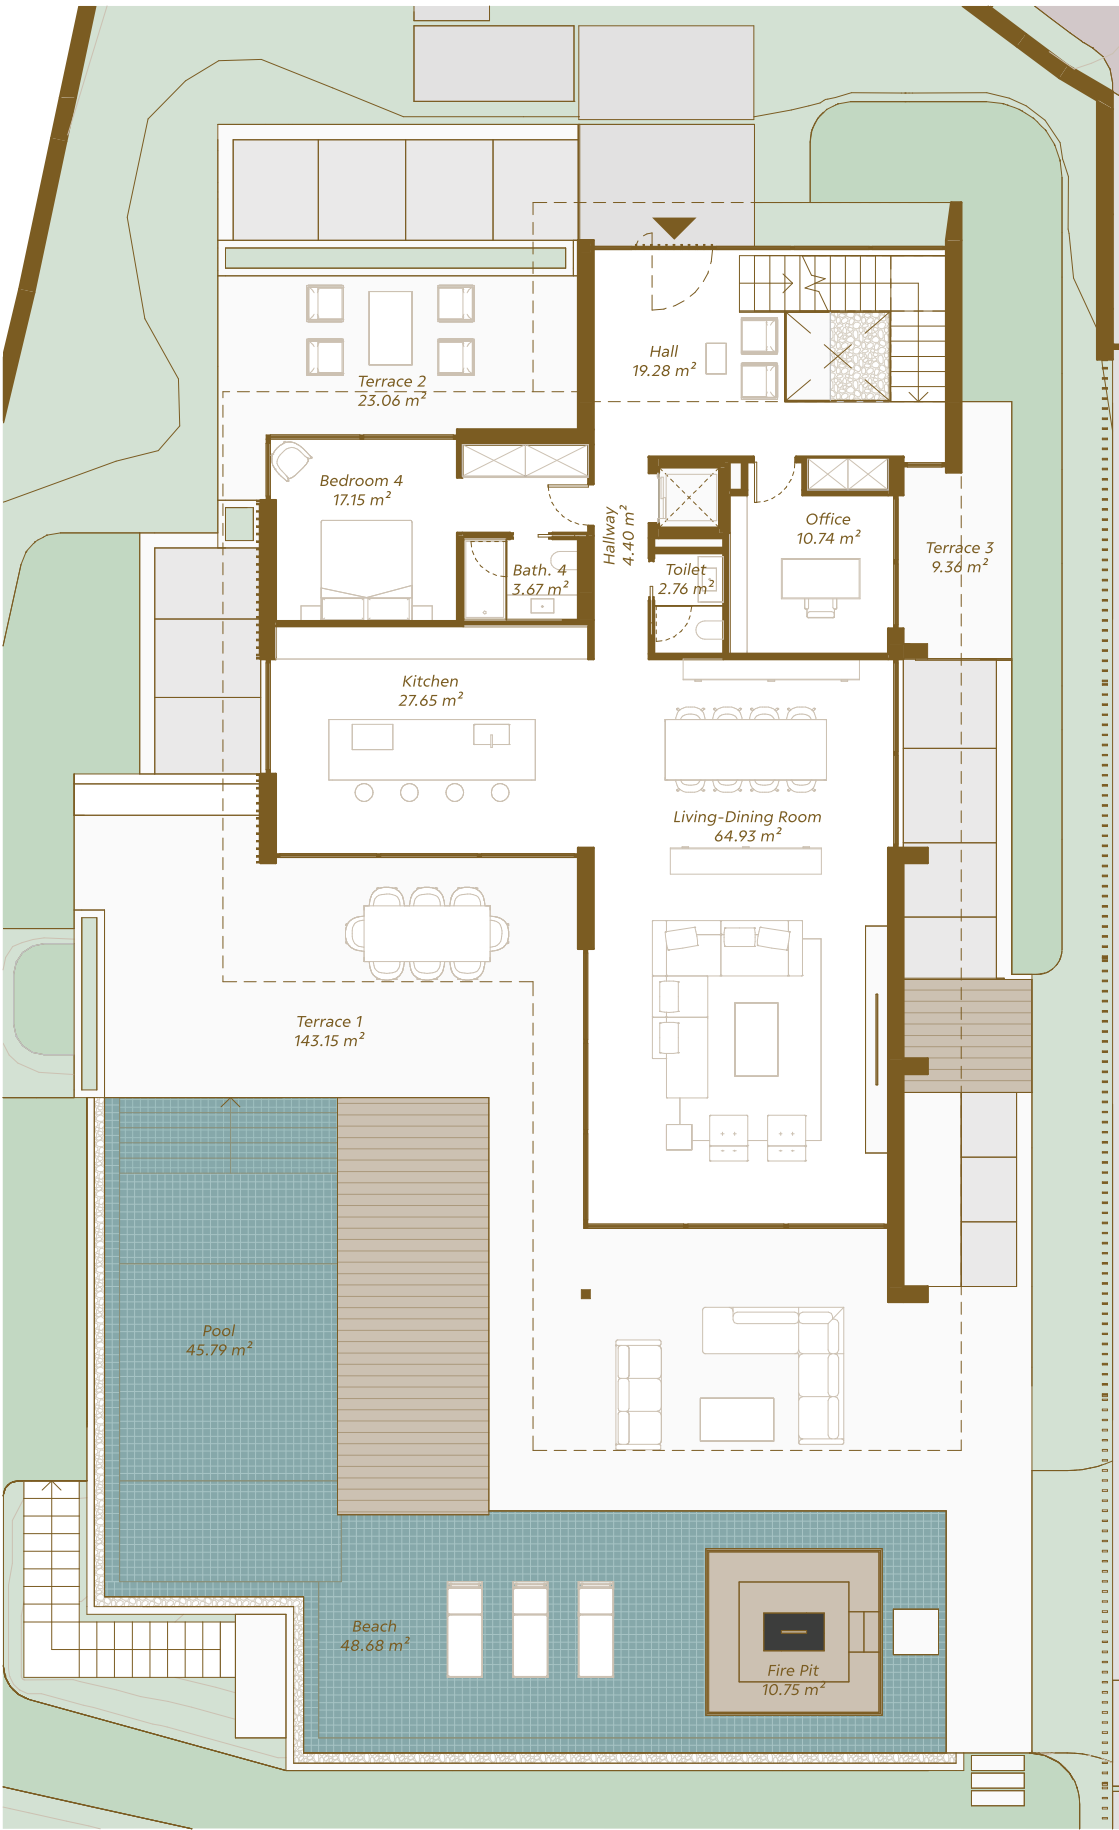 Hall
19.28 m²
Terrace 2
23.06 m²
Bedroom 4
17.15 m²
Hallway
4.40 m²
Office
10.74 m²
Terrace 3
9.36 m²
Bath. 4
3.67 m²
Toilet
2.76 m²
Kitchen
27.65 m²
Living-Dining Room
64.93 m²
Terrace 1
143.15 m²
Pool
45.79 m²
Beach
48.68 m²
Fire Pit
10.75 m²